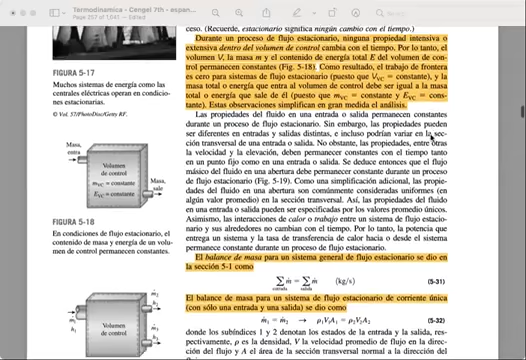 Termodinamica - Cengel 7th - espan...
Page 257 of 1,041 — Edited
ceso. (Recuerde, estacionario significa ningún cambio con el tiempo.)
Durante un proceso de flujo estacionario, ninguna propiedad intensiva o
extensiva dentro del volumen de control cambia con el tiempo. Por lo tanto, el
volumen V, la masa m y el contenido de energía total E del volumen de con-
trol permanecen constantes (Fig. 5-18). Como resultado, el trabajo de frontera
es cero para sistemas de flujo estacionario (puesto que V_VC = constante), y la
masa total o energía que entra al volumen de control debe ser igual a la masa
total o energía que sale de él (puesto que m_VC = constante y E_VC = cons-
tante). Estas observaciones simplifican en gran medida el análisis.
Las propiedades del fluido en una entrada o salida permanecen constantes
durante un proceso de flujo estacionario. Sin embargo, las propiedades pueden
ser diferentes en entradas y salidas distintas, e incluso podrían variar en la sec-
ción transversal de una entrada o salida. No obstante, las propiedades, entre otras
la velocidad y la elevación, deben permanecer constantes con el tiempo tanto
en un punto fijo como en una entrada o salida. Se deduce entonces que el flujo
másico del fluido en una abertura debe permanecer constante durante un proceso
de flujo estacionario (Fig. 5-19). Como una simplificación adicional, las propie-
dades del fluido en una abertura son comúnmente consideradas uniformes (en
algún valor promedio) en la sección transversal. Así, las propiedades del fluido
en una entrada o salida pueden ser especificadas por los valores promedio únicos.
Asimismo, las interacciones de calor o trabajo entre un sistema de flujo estacio-
nario y sus alrededores no cambian con el tiempo. Por lo tanto, la potencia que
entrega un sistema y la tasa de transferencia de calor hacia o desde el sistema
permanece constante durante un proceso de flujo estacionario.
El balance de masa para un sistema general de flujo estacionario se dio en
la sección 5-1 como
∑ ṁ = ∑ ṁ (kg/s) (5-31)
entrada salida
El balance de masa para un sistema de flujo estacionario de corriente única
(con sólo una entrada y una salida) se dio como
ṁ₁ = ṁ₂ → ρ₁V₁A₁ = ρ₂V₂A₂ (5-32)
donde los subíndices 1 y 2 denotan los estados de la entrada y la salida, res-
pectivamente, ρ es la densidad, V la velocidad promedio de flujo en la direc-
ción del flujo y A el área de la sección transversal normal a la dirección del
FIGURA 5-17
Muchos sistemas de energía como las
centrales eléctricas operan en condicio-
nes estacionarias.
© Vol. 57/PhotoDisc/Getty RF.
Masa,
entra
Volumen
de control
m_VC = constante
E_VC = constante
Masa,
sale
FIGURA 5-18
En condiciones de flujo estacionario, el
contenido de masa y energía de un volu-
men de control permanecen constantes.
ṁ₁
h₁
Volumen
de control
ṁ₂
h₂
ṁ₃
h₃